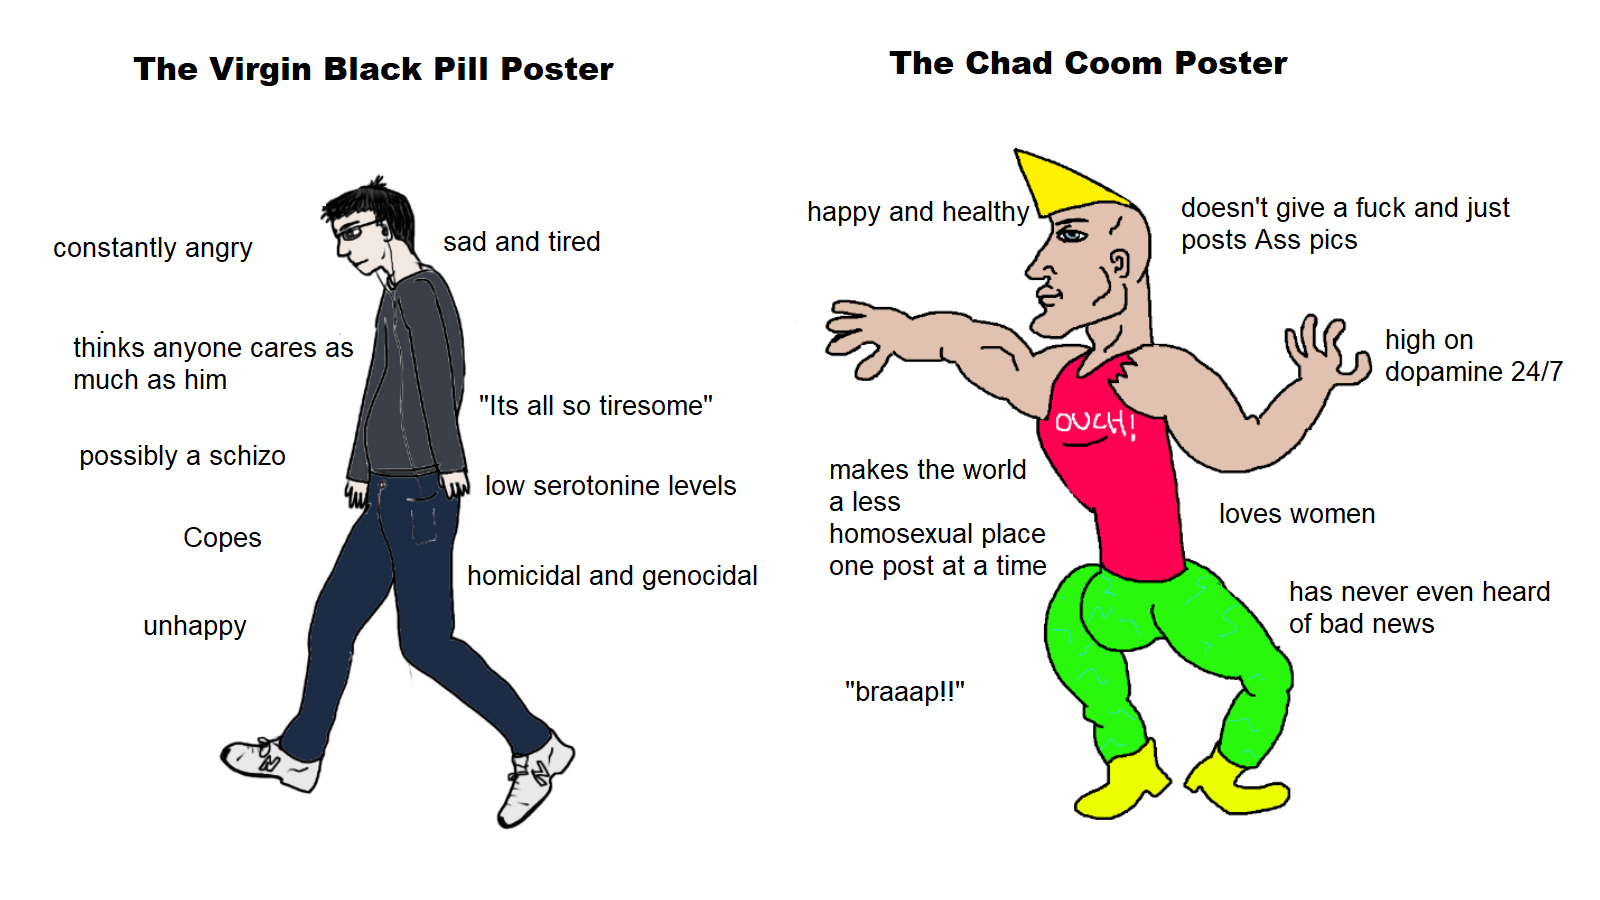 The Virgin Black Pill Poster
constantly angry
sad and tired
thinks anyone cares as
much as him
"Its all so tiresome"
possibly a schizo
low serotonine levels
Copes
homicidal and genocidal
unhappy
The Chad Coom Poster
happy and healthy
doesn't give a fuck and just
posts Ass pics
high on
dopamine 24/7
OUCH!
makes the world
a less
homosexual place
one post at a time
loves women
has never even heard
of bad news
"braaap!!"
N
N